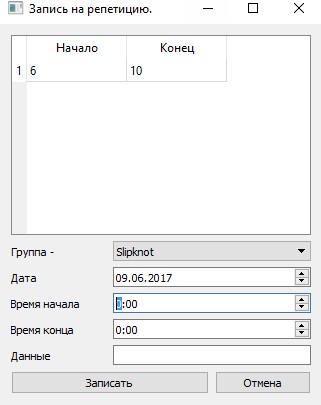 Запись на репетицию.
Начало Конец
1 6 10
Группа - Slipknot
Дата 09.06.2017
Время начала :00
Время конца 0:00
Данные
Записать Отмена